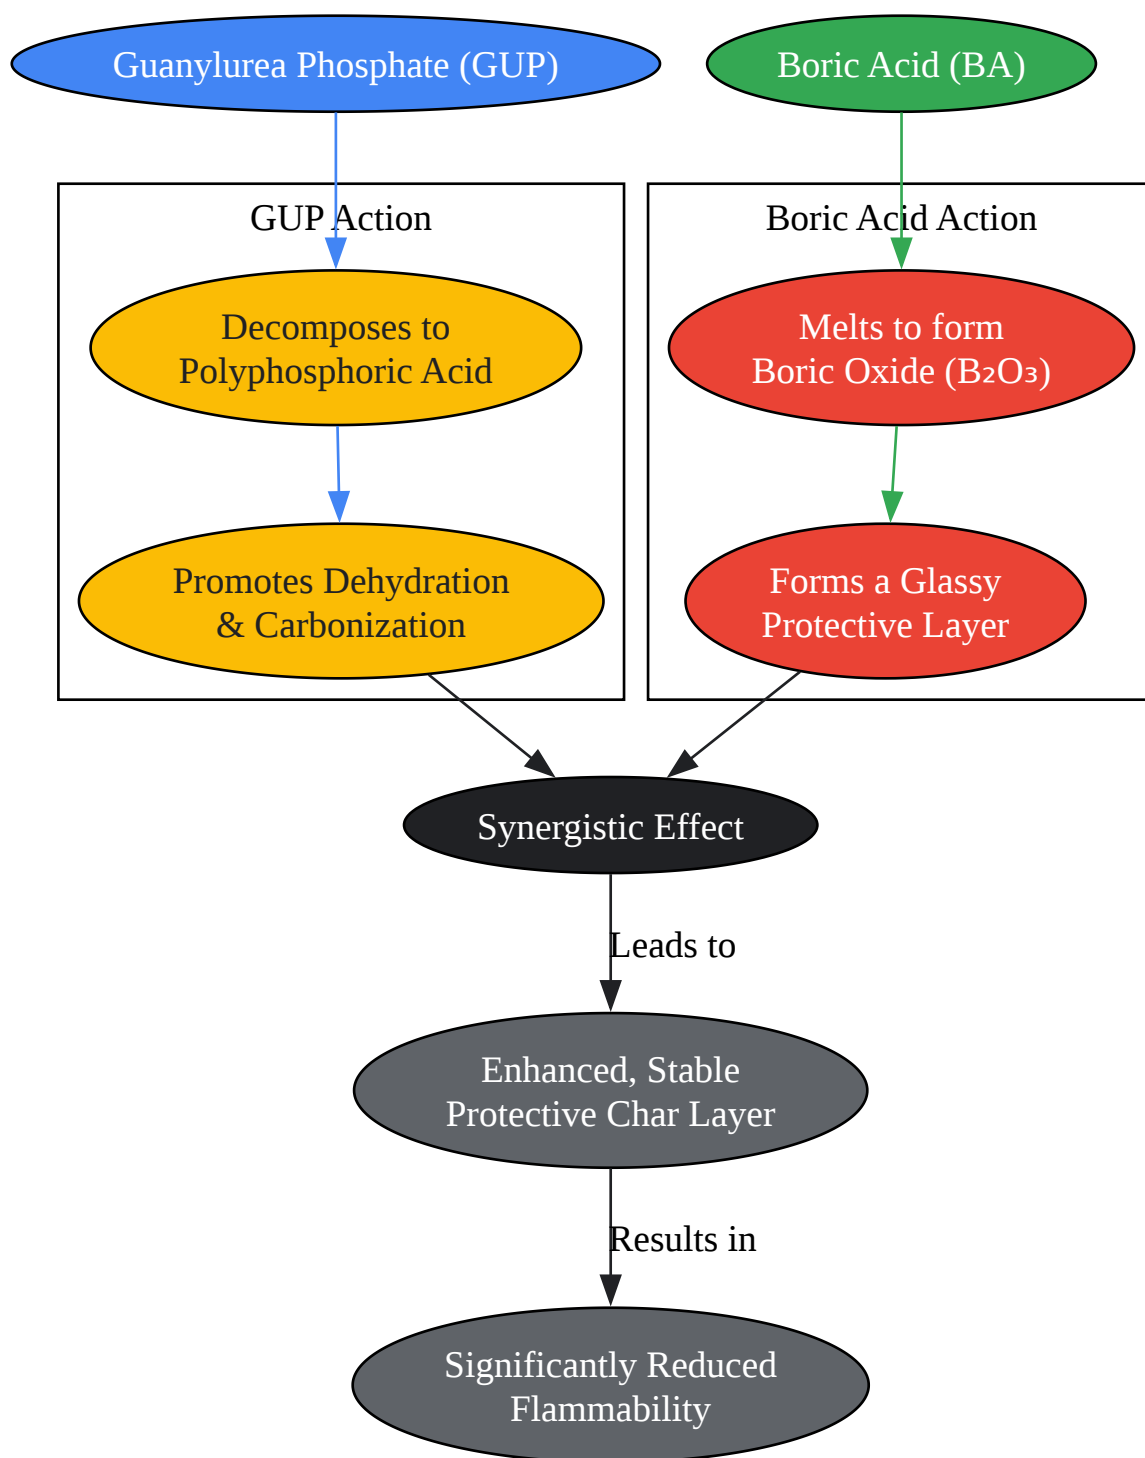 Guanylurea Phosphate (GUP)
Boric Acid (BA)
GUP Action
Boric Acid Action
Decomposes to
Polyphosphoric Acid
Melts to form
Boric Oxide (B₂O₃)
Promotes Dehydration
& Carbonization
Forms a Glassy
Protective Layer
Synergistic Effect
Leads to
Enhanced, Stable
Protective Char Layer
Results in
Significantly Reduced
Flammability